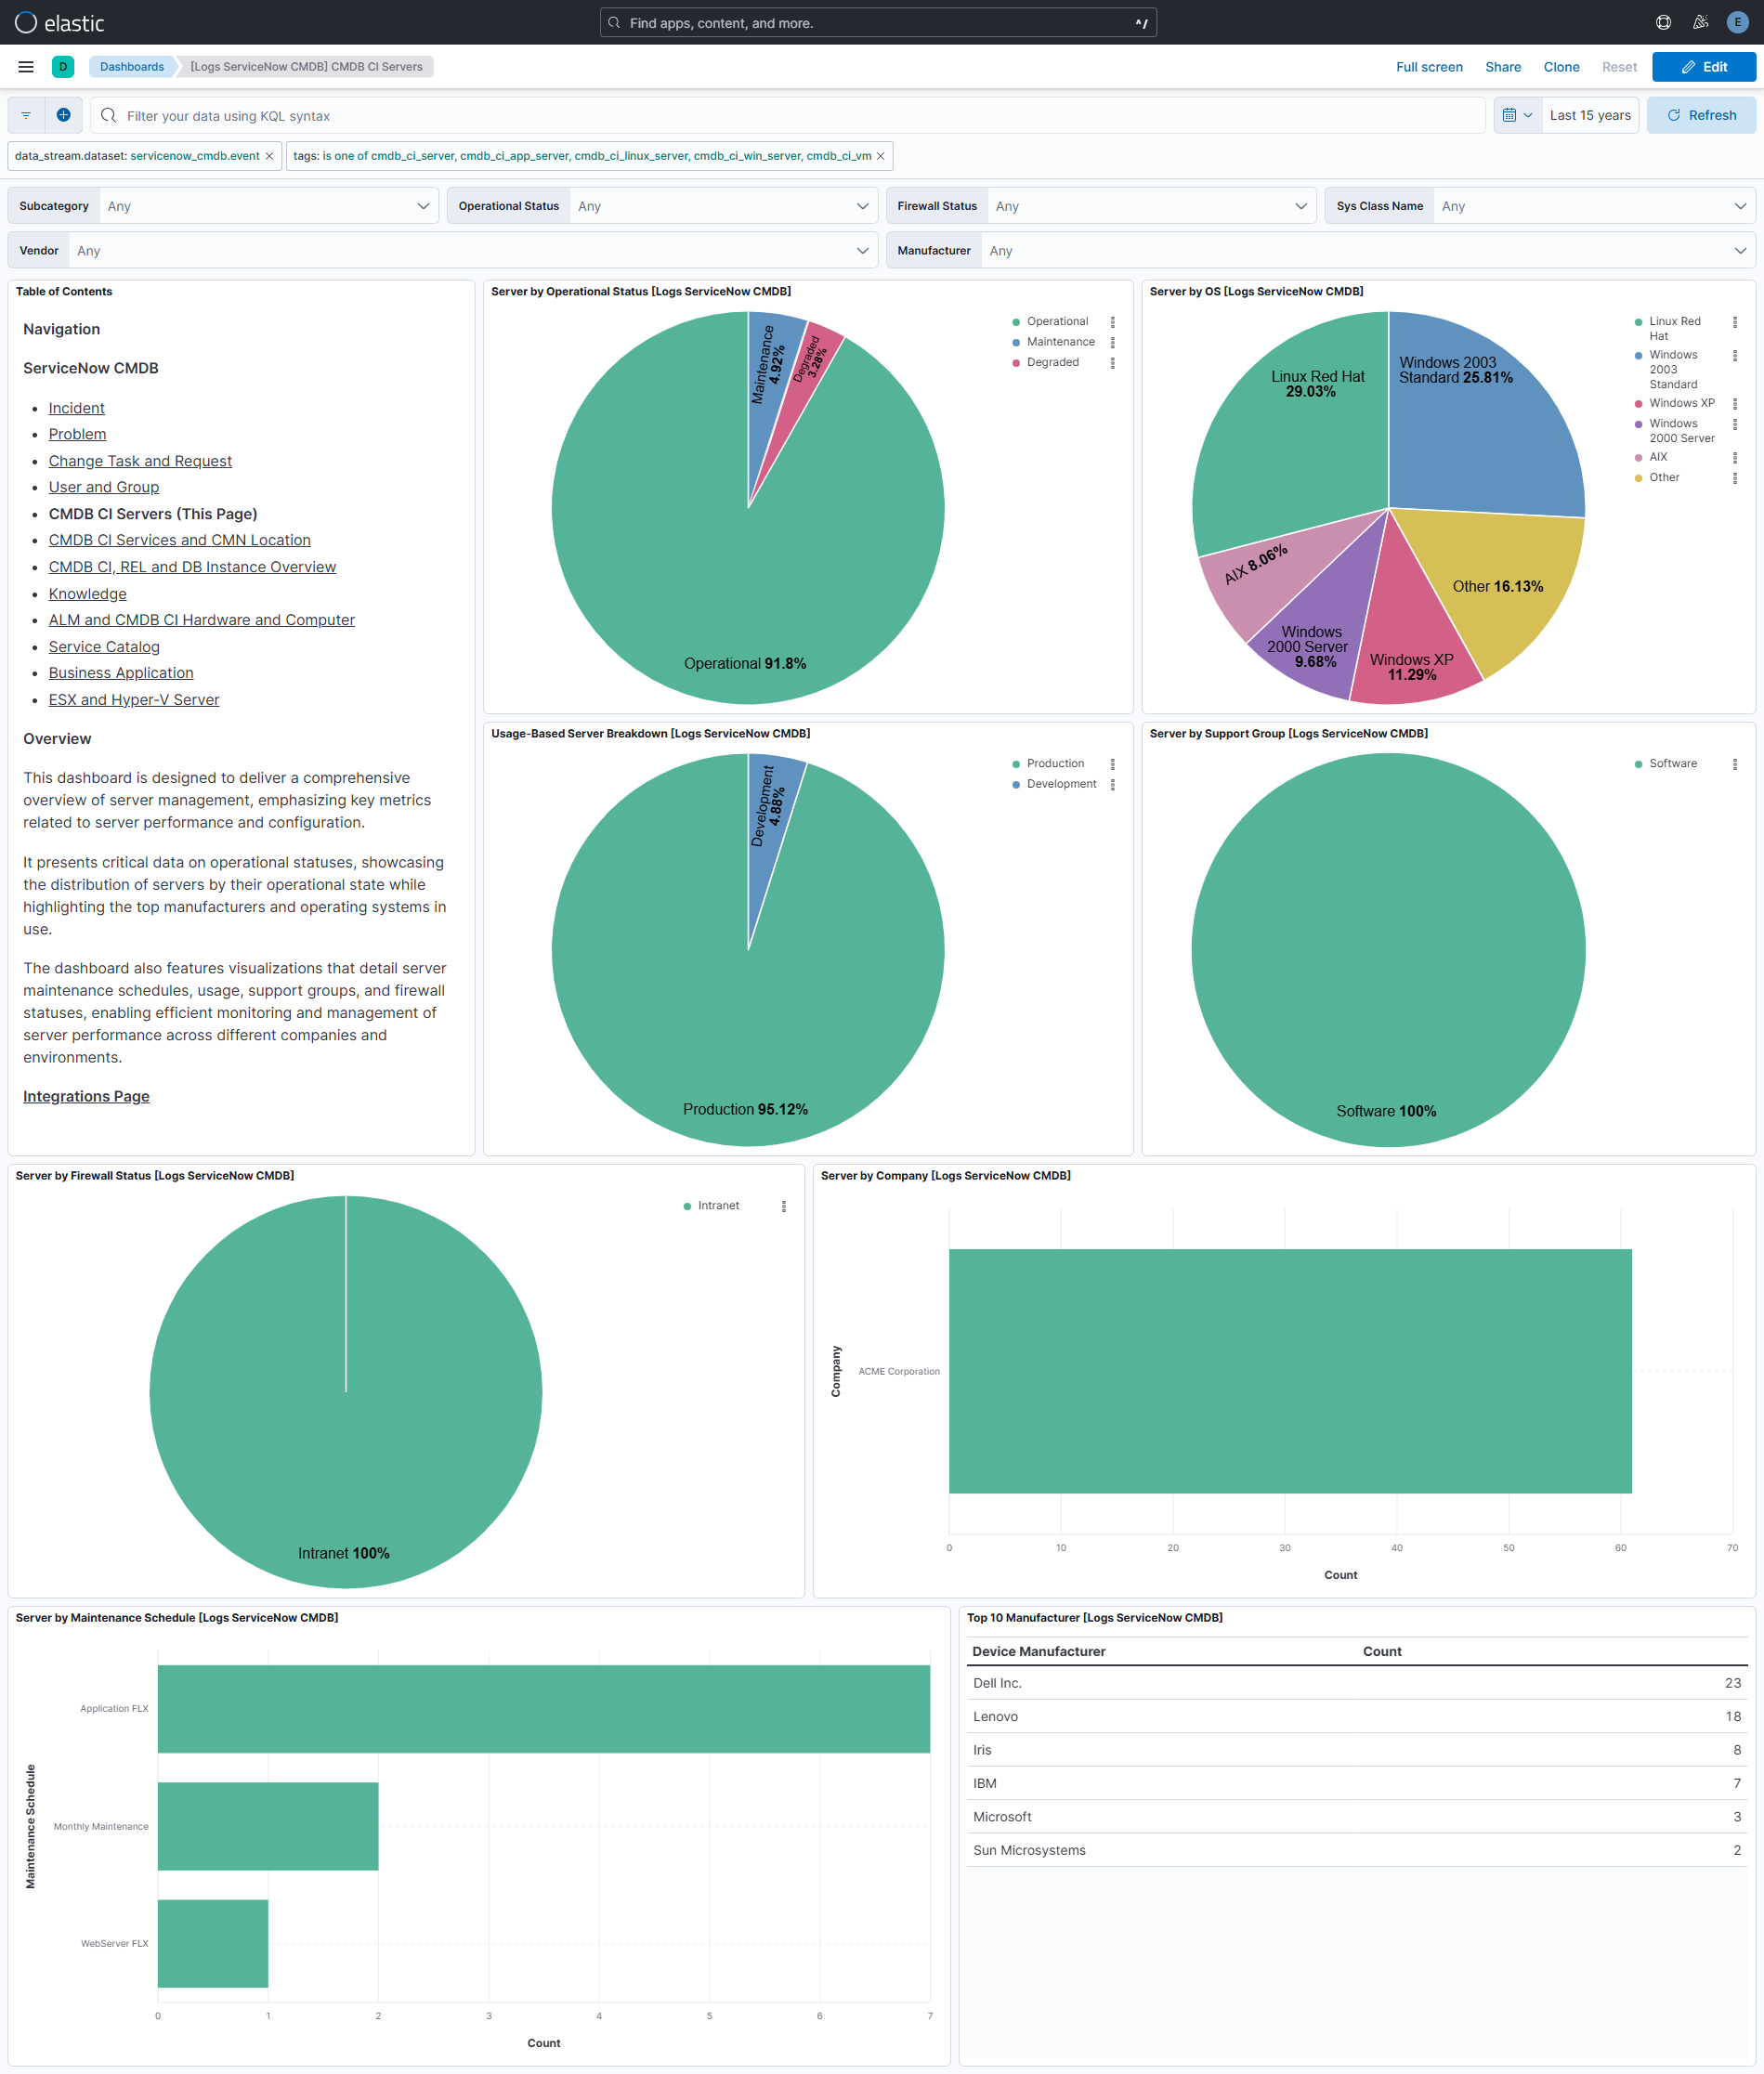 elastic
Find apps, content, and more.
^/
E
D
Dashboards
[Logs ServiceNow CMDB] CMDB CI Servers
Full screen
Share
Clone
Reset
Edit
Filter your data using KQL syntax
Last 15 years
Refresh
data_stream.dataset: servicenow_cmdb.event
tags: is one of cmdb_ci_server, cmdb_ci_app_server, cmdb_ci_linux_server, cmdb_ci_win_server, cmdb_ci_vm
Subcategory Any
Operational Status Any
Firewall Status Any
Sys Class Name Any
Vendor Any
Manufacturer Any
Table of Contents
Navigation
ServiceNow CMDB
Incident
Problem
Change Task and Request
User and Group
CMDB CI Servers (This Page)
CMDB CI Services and CMN Location
CMDB CI, REL and DB Instance Overview
Knowledge
ALM and CMDB CI Hardware and Computer
Service Catalog
Business Application
ESX and Hyper-V Server
Overview
This dashboard is designed to deliver a comprehensive
overview of server management, emphasizing key metrics
related to server performance and configuration.
It presents critical data on operational statuses, showcasing
the distribution of servers by their operational state while
highlighting the top manufacturers and operating systems in
use.
The dashboard also features visualizations that detail server
maintenance schedules, usage, support groups, and firewall
statuses, enabling efficient monitoring and management of
server performance across different companies and
environments.
Integrations Page
Server by Operational Status [Logs ServiceNow CMDB]
Maintenance
4.92%
Degraded
3.28%
Operational 91.8%
Operational
Maintenance
Degraded
Server by OS [Logs ServiceNow CMDB]
Linux Red Hat
29.03%
Windows 2003
Standard 25.81%
AIX 8.06%
Other 16.13%
Windows
2000 Server
9.68%
Windows XP
11.29%
Linux Red
Hat
Windows
2003
Standard
Windows XP
Windows
2000 Server
AIX
Other
Usage-Based Server Breakdown [Logs ServiceNow CMDB]
Development
4.88%
Production 95.12%
Production
Development
Server by Support Group [Logs ServiceNow CMDB]
Software 100%
Software
Server by Firewall Status [Logs ServiceNow CMDB]
Intranet 100%
Intranet
Server by Company [Logs ServiceNow CMDB]
Company
ACME Corporation
0 10 20 30 40 50 60 70
Count
Server by Maintenance Schedule [Logs ServiceNow CMDB]
Maintenance Schedule
Application FLX
Monthly Maintenance
WebServer FLX
0 1 2 3 4 5 6 7
Count
Top 10 Manufacturer [Logs ServiceNow CMDB]
Device Manufacturer Count
Dell Inc. 23
Lenovo 18
Iris 8
IBM 7
Microsoft 3
Sun Microsystems 2